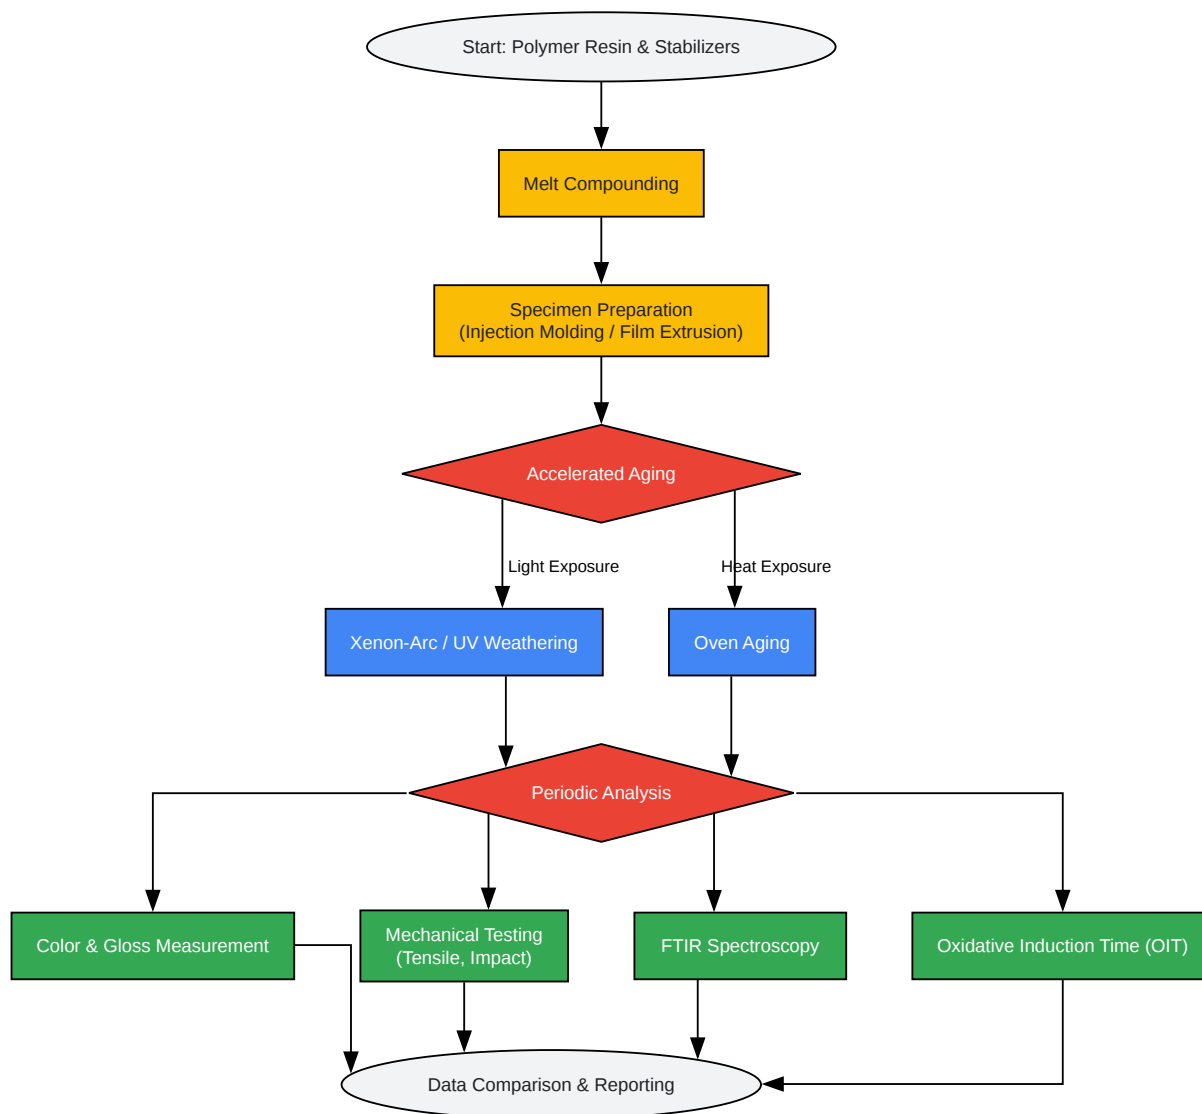 Start: Polymer Resin & Stabilizers
Melt Compounding
Specimen Preparation
(Injection Molding / Film Extrusion)
Accelerated Aging
Light Exposure
Heat Exposure
Xenon-Arc / UV Weathering
Oven Aging
Periodic Analysis
Color & Gloss Measurement
Mechanical Testing
(Tensile, Impact)
FTIR Spectroscopy
Oxidative Induction Time (OIT)
Data Comparison & Reporting